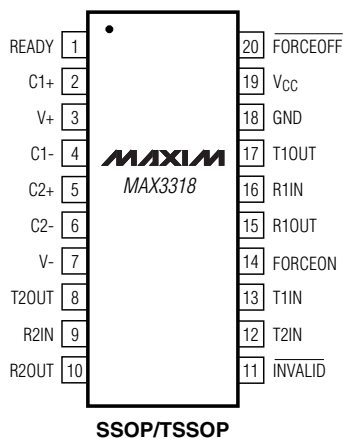 READY 1 20 FORCEOFF
C1+ 2 19 VCC
V+ 3 18 GND
C1- 4 MAXIM 17 T1OUT
C2+ 5 MAX3318 16 R1IN
C2- 6 15 R1OUT
V- 7 14 FORCEON
T2OUT 8 13 T1IN
R2IN 9 12 T2IN
R2OUT 10 11 INVALID
SSOP/TSSOP